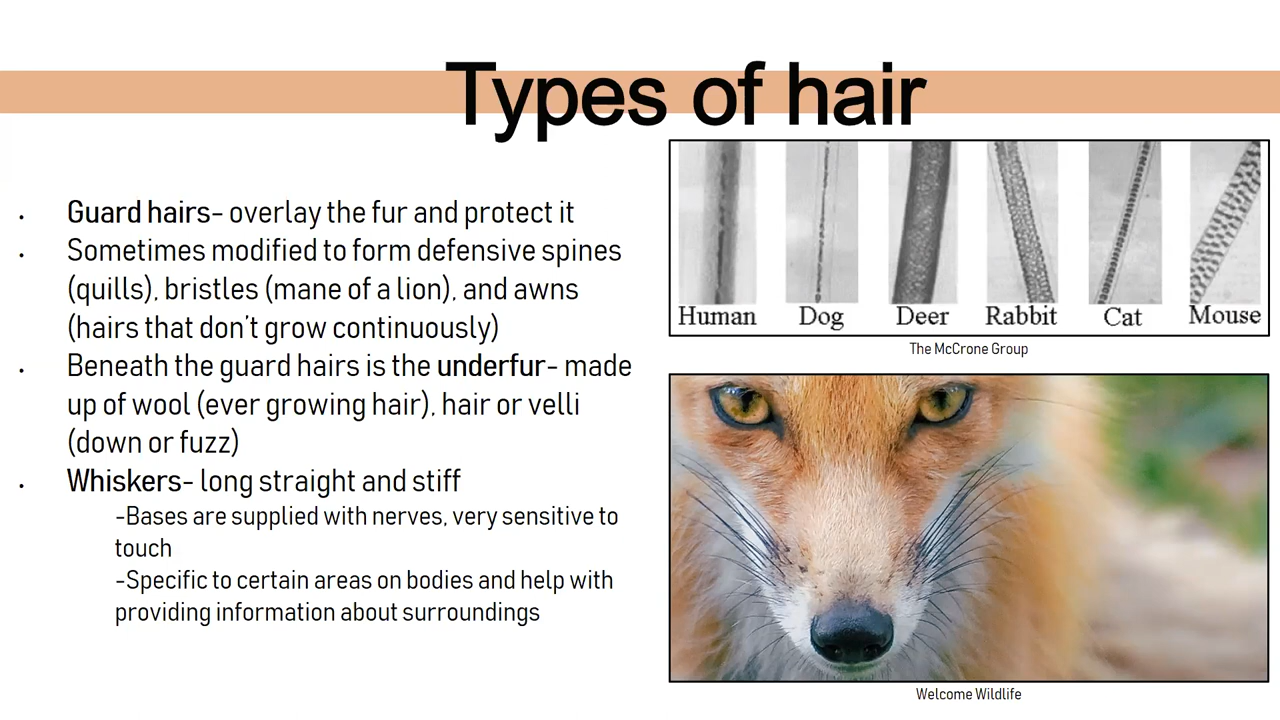 Types of hair
• Guard hairs- overlay the fur and protect it
• Sometimes modified to form defensive spines
(quills), bristles (mane of a lion), and awns
(hairs that don't grow continuously)
• Beneath the guard hairs is the underfur- made
up of wool (ever growing hair), hair or velli
(down or fuzz)
• Whiskers- long straight and stiff
-Bases are supplied with nerves, very sensitive to
touch
-Specific to certain areas on bodies and help with
providing information about surroundings
Human Dog Deer Rabbit Cat Mouse
The McCrone Group
Welcome Wildlife